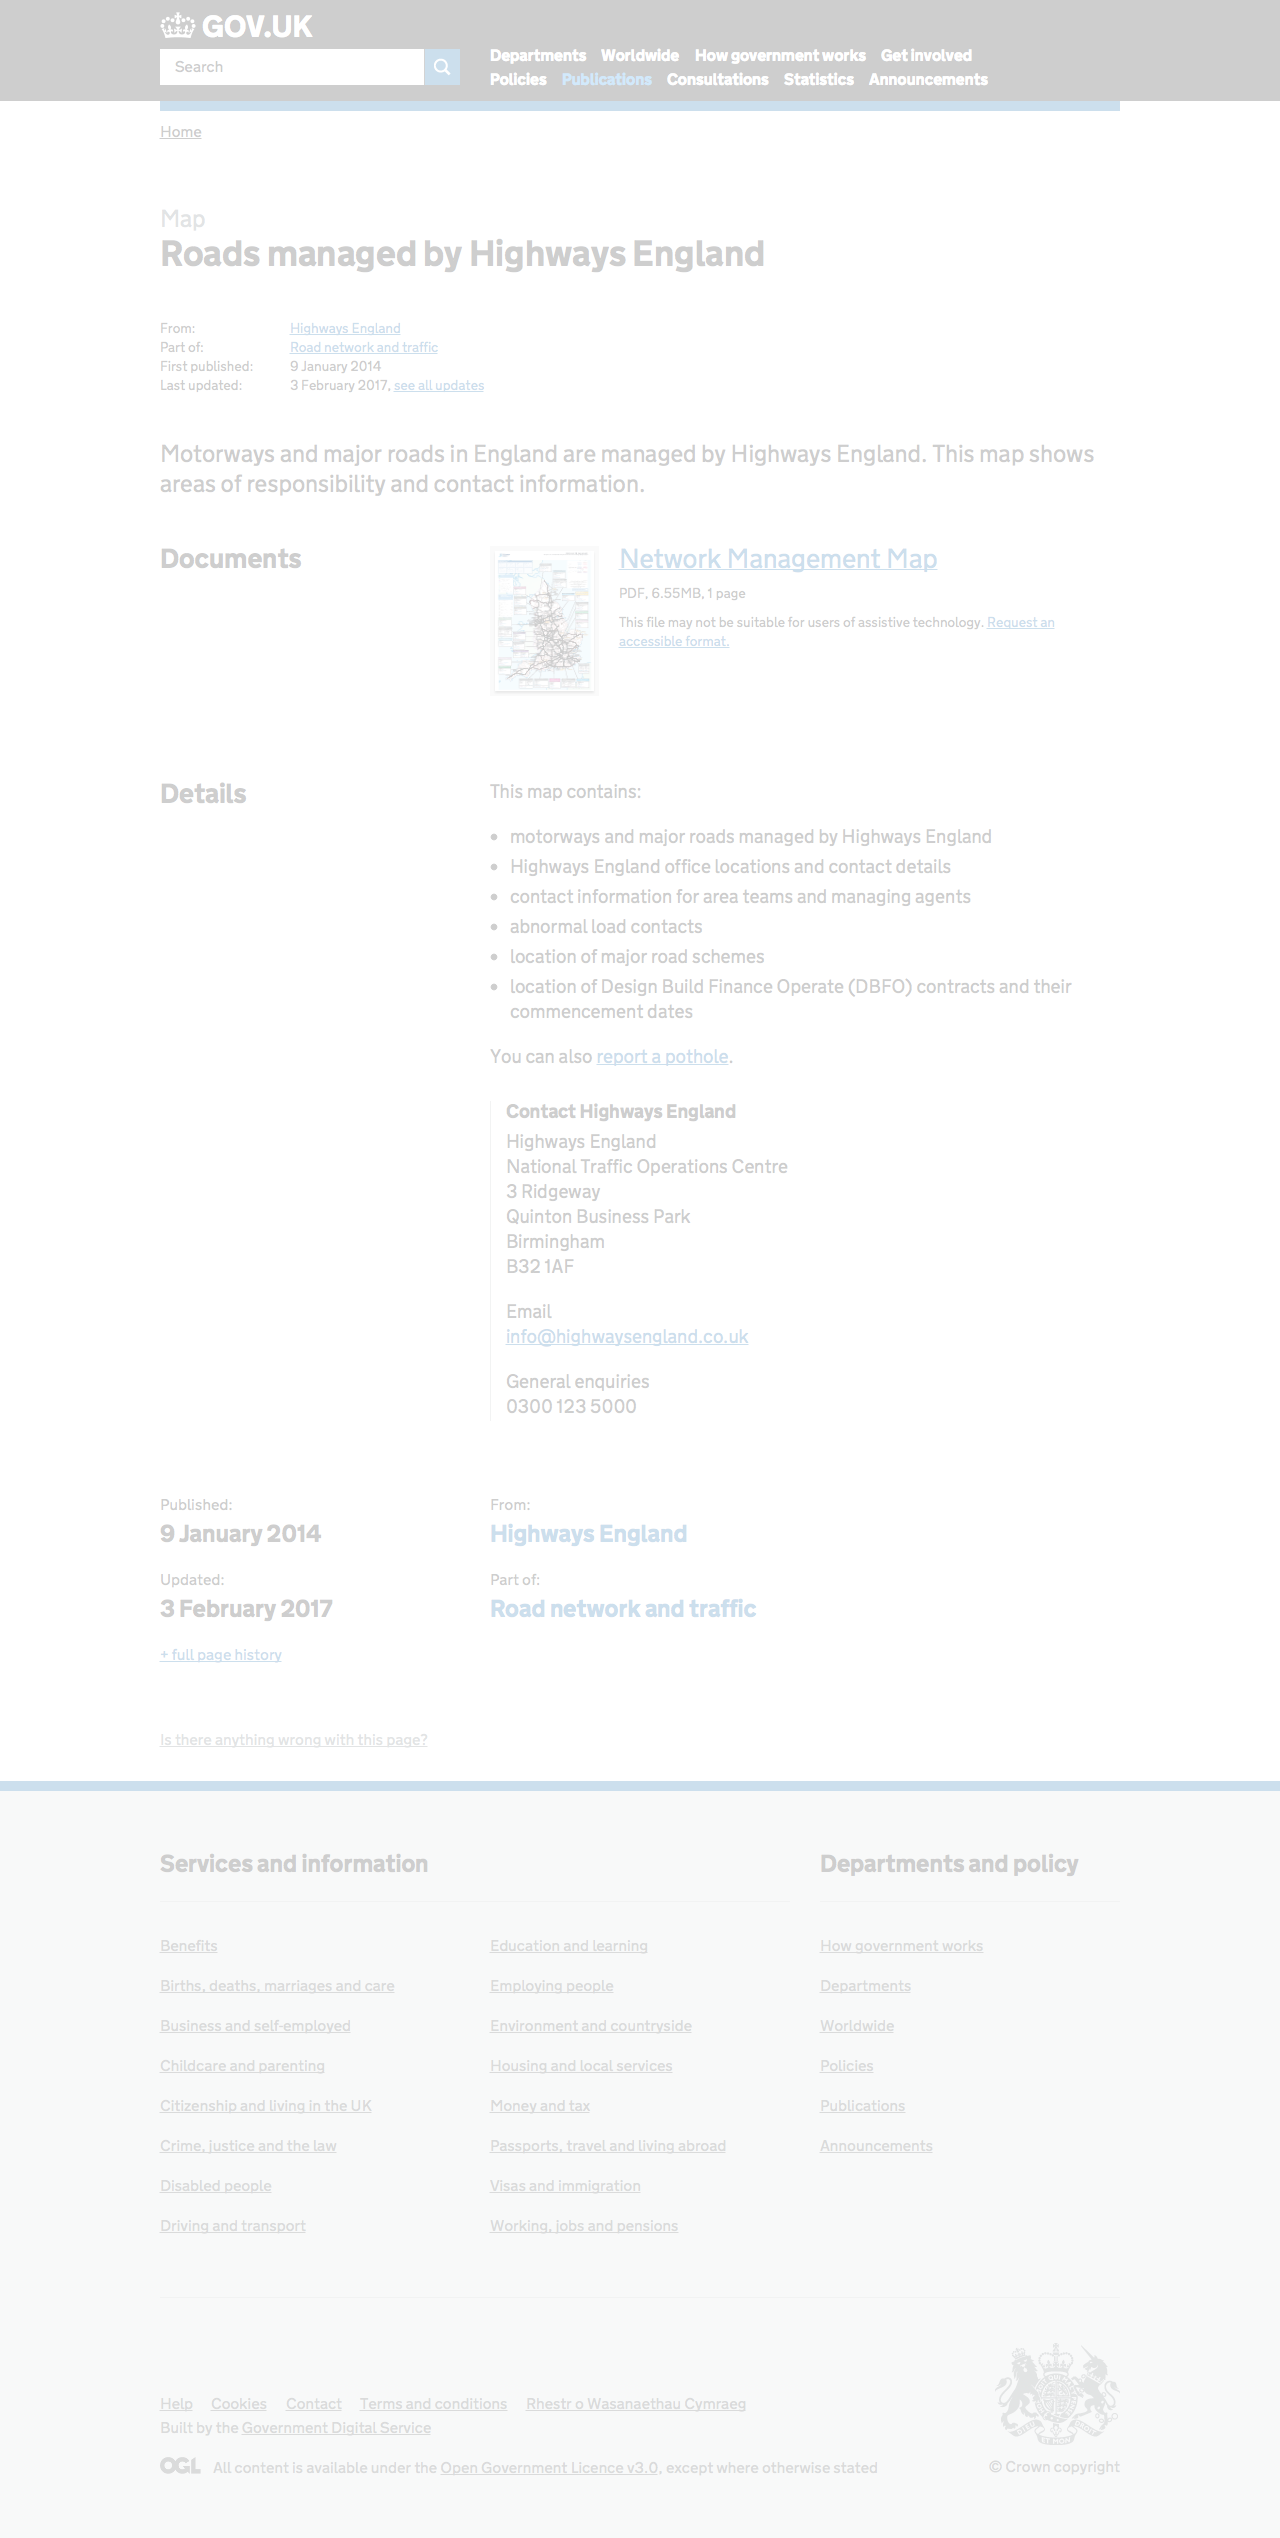 GOV.UK
Search
Departments Worldwide How government works Get involved
Policies Publications Consultations Statistics Announcements
Home
Map
Roads managed by Highways England
From: Highways England
Part of: Road network and traffic
First published: 9 January 2014
Last updated: 3 February 2017, see all updates
Motorways and major roads in England are managed by Highways England. This map shows
areas of responsibility and contact information.
Documents
Network Management Map
PDF, 6.55MB, 1 page
This file may not be suitable for users of assistive technology. Request an
accessible format.
Details
This map contains:
• motorways and major roads managed by Highways England
• Highways England office locations and contact details
• contact information for area teams and managing agents
• abnormal load contacts
• location of major road schemes
• location of Design Build Finance Operate (DBFO) contracts and their
commencement dates
You can also report a pothole.
Contact Highways England
Highways England
National Traffic Operations Centre
3 Ridgeway
Quinton Business Park
Birmingham
B32 1AF
Email
info@highwaysengland.co.uk
General enquiries
0300 123 5000
Published: From:
9 January 2014 Highways England
Updated: Part of:
3 February 2017 Road network and traffic
+ full page history
Is there anything wrong with this page?
Services and information Departments and policy
Benefits Education and learning How government works
Births, deaths, marriages and care Employing people Departments
Business and self-employed Environment and countryside Worldwide
Childcare and parenting Housing and local services Policies
Citizenship and living in the UK Money and tax Publications
Crime, justice and the law Passports, travel and living abroad Announcements
Disabled people Visas and immigration
Driving and transport Working, jobs and pensions
Help Cookies Contact Terms and conditions Rhestr o Wasanaethau Cymraeg
Built by the Government Digital Service
OGL All content is available under the Open Government Licence v3.0, except where otherwise stated
© Crown copyright